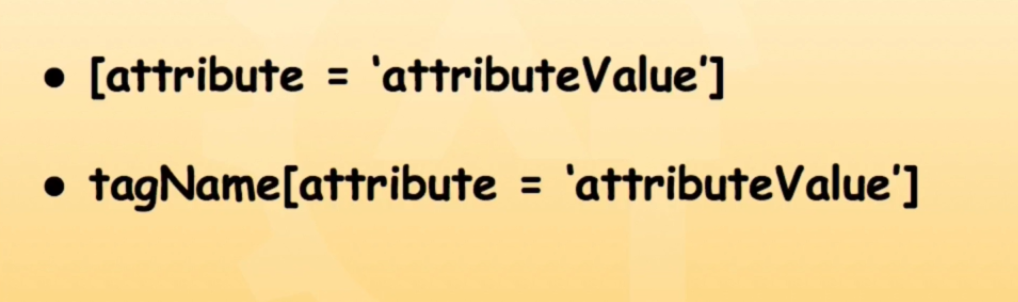 • [attribute = ‘attributeValue’]
• tagName[attribute = ‘attributeValue’]